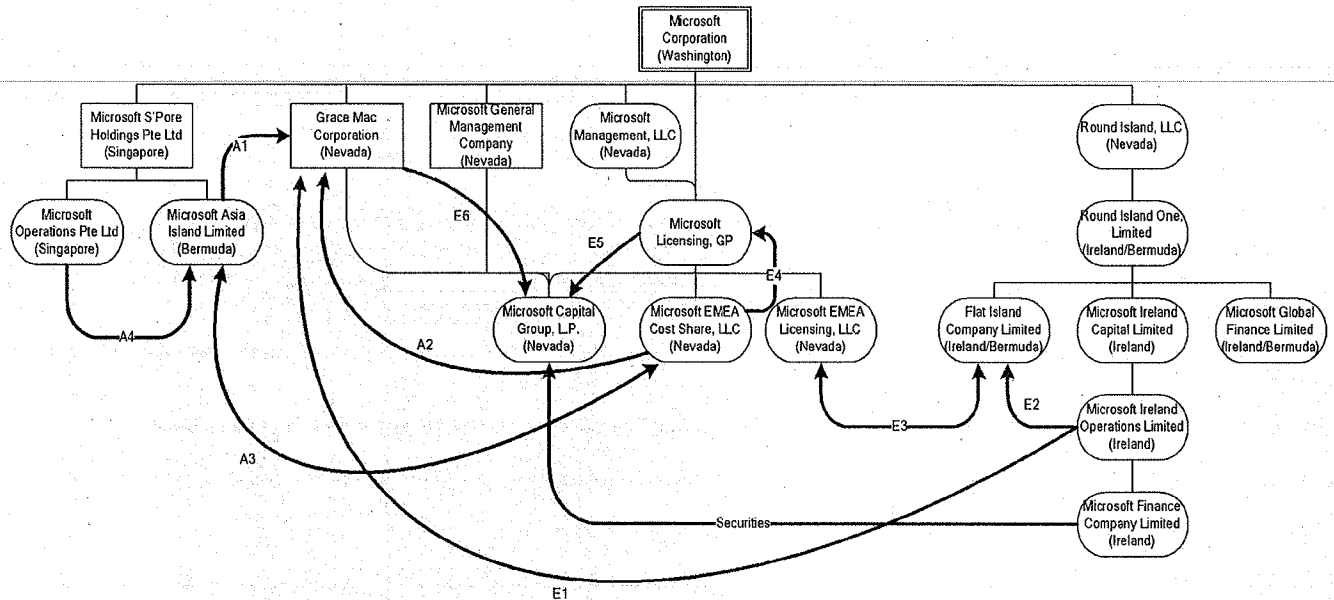 Microsoft
Corporation
(Washington)
Microsoft S'Pore
Holdings Pte Ltd
(Singapore)
Grace Mac
Corporation
(Nevada)
Microsoft General
Management
Company
(Nevada)
Microsoft
Management, LLC
(Nevada)
Round Island, LLC
(Nevada)
A1
Microsoft
Operations Pte Ltd
(Singapore)
Microsoft Asia
Island Limited
(Bermuda)
E6
Microsoft
Licensing, GP
E5
E4
Round Island One,
Limited
(Ireland/Bermuda)
A4
Microsoft Capital
Group, L.P.
(Nevada)
Microsoft EMEA
Cost Share, LLC
(Nevada)
Microsoft EMEA
Licensing, LLC
(Nevada)
Flat Island
Company Limited
(Ireland/Bermuda)
Microsoft Ireland
Capital Limited
(Ireland)
Microsoft Global
Finance Limited
(Ireland/Bermuda)
A2
E3
E2
Microsoft Ireland
Operations Limited
(Ireland)
A3
Securities
Microsoft Finance
Company Limited
(Ireland)
E1